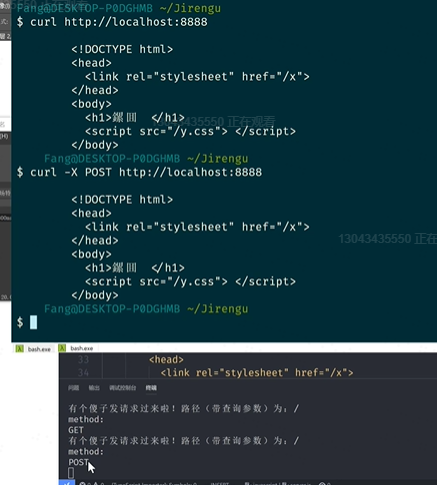 Fang@DESKTOP-P0DGHMB ~/Jirengu
$ curl http://localhost:8888
<!DOCTYPE html>
<head>
<link rel="stylesheet" href="/x">
</head>
<body>
<h1>鏍囬 </h1>
<script src="/y.css"> </script>
</body>
Fang@DESKTOP-P0DGHMB ~/Jirengu
$ curl -X POST http://localhost:8888
<!DOCTYPE html>
<head>
<link rel="stylesheet" href="/x">
</head>
<body>
<h1>鏍囬 </h1>
<script src="/y.css"> </script>
</body>
Fang@DESKTOP-P0DGHMB ~/Jirengu
$
13043435550 正在观看
13043435550 正在
bash.exe
bash.exe
33 <head>
34 <link rel="stylesheet" href="/x">
问题 输出 调试控制台 终端
有个傻子发请求过来啦！路径（带查询参数）为：/
method:
GET
有个傻子发请求过来啦！路径（带查询参数）为：/
method:
POST